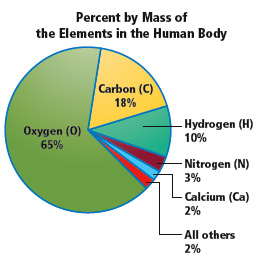 Percent by Mass of
the Elements in the Human Body
Carbon (C)
18%
Oxygen (O)
65%
Hydrogen (H)
10%
Nitrogen (N)
3%
Calcium (Ca)
2%
All others
2%